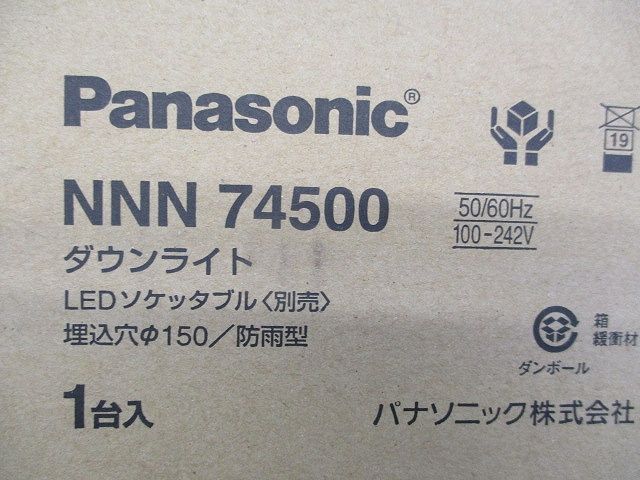 Panasonic®
NNN 74500
50/60Hz
100-242V
19
ダウンライト
LEDソケッタブル〈別売〉
埋込穴φ150／防雨型
箱
緩衝材
ダンボール
1台入
パナソニック株式会社